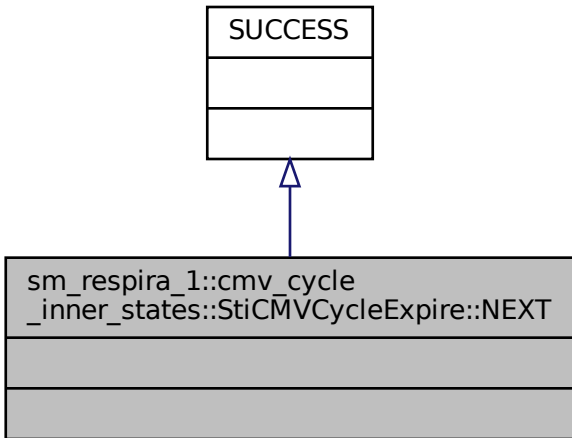 SUCCESS
sm_respira_1::cmv_cycle
_inner_states::StiCMVCycleExpire::NEXT